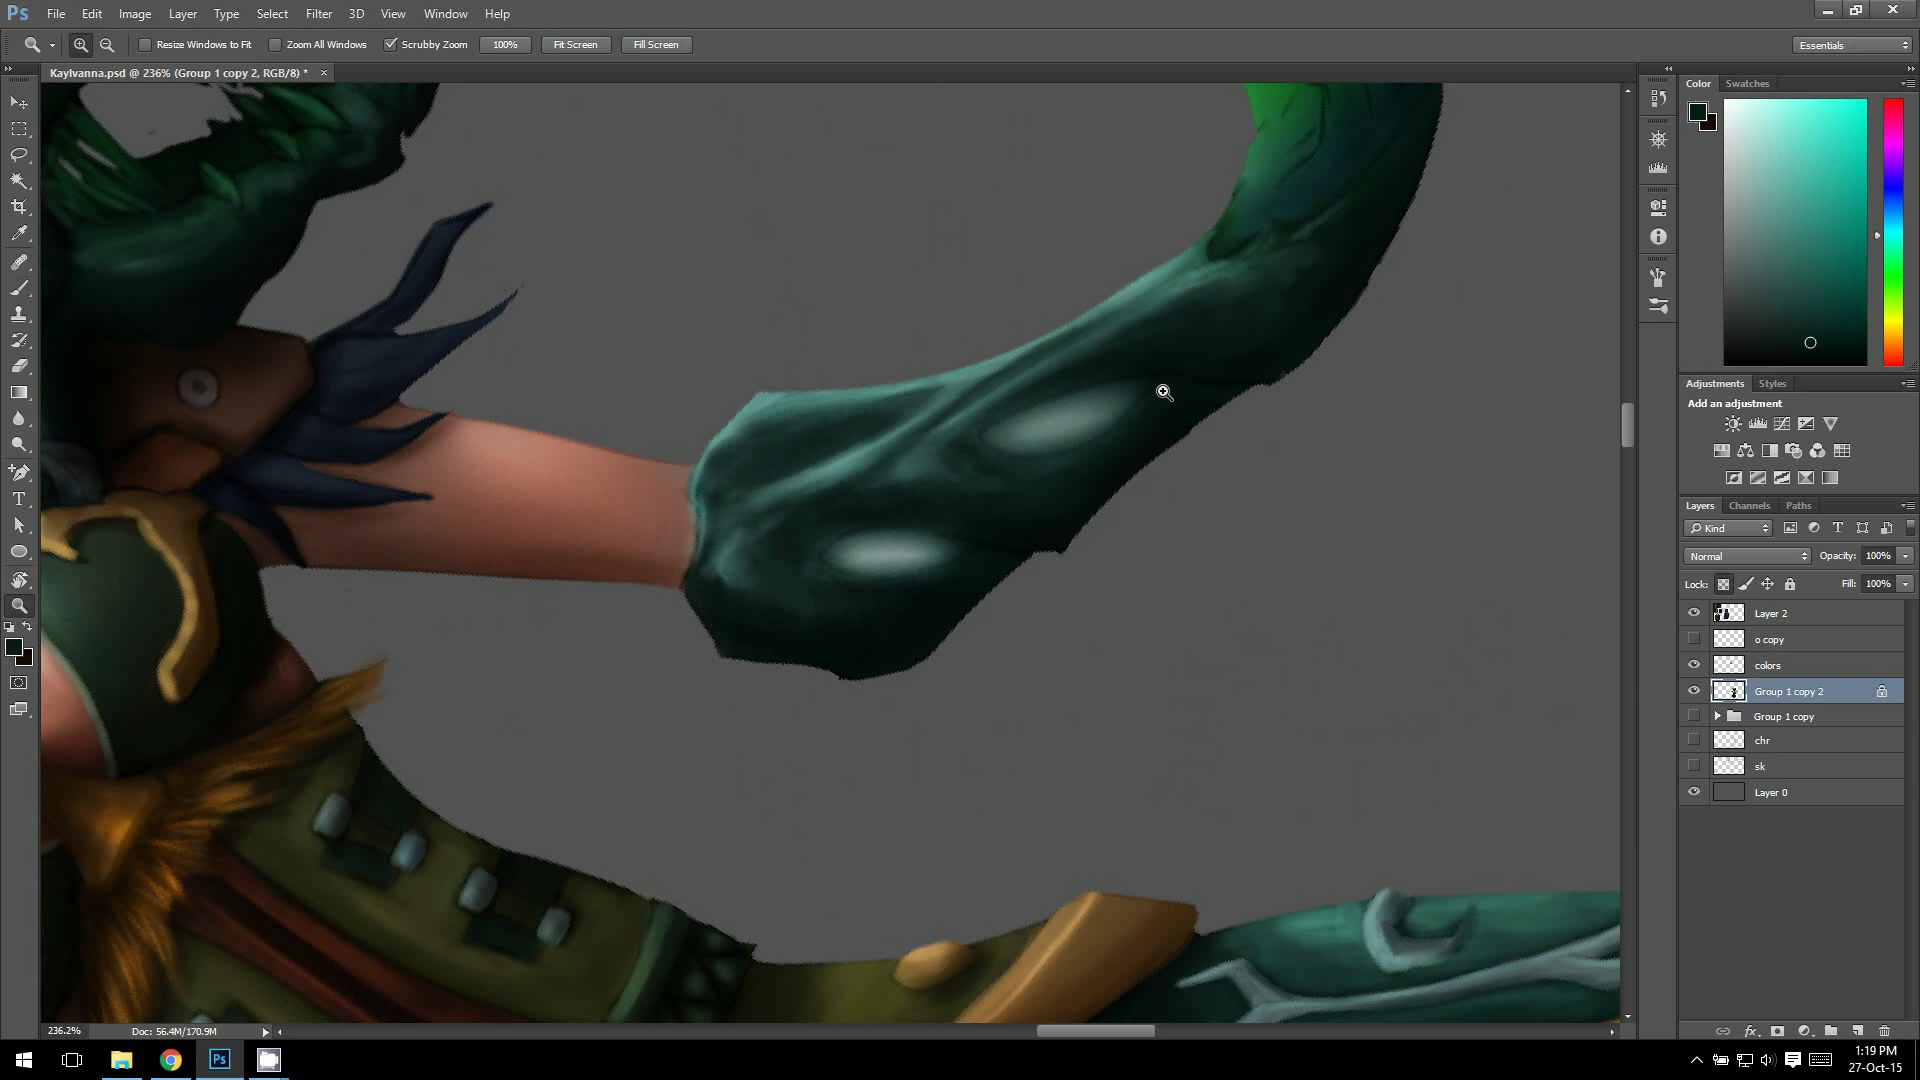 Ps File Edit Image Layer Type Select Filter 3D View Window Help
Resize Windows to Fit Zoom All Windows Scrubby Zoom 100% Fit Screen Fill Screen Essentials
KayIvanna.psd @ 236% (Group 1 copy 2, RGB/8) *
Color Swatches
Adjustments Styles
Add an adjustment
Layers Channels Paths
Kind
Normal Opacity: 100%
Lock: Fill: 100%
Layer 2
o copy
colors
Group 1 copy 2
Group 1 copy
chr
sk
Layer 0
236.2% Doc: 56.4M/170.9M
Ps
1:19 PM
27-Oct-15